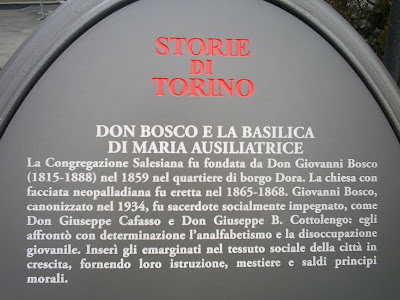 STORIE
DI
TORINO
DON BOSCO E LA BASILICA
DI MARIA AUSILIATRICE
La Congregazione Salesiana fu fondata da Don Giovanni Bosco
(1815-1888) nel 1859 nel quartiere di borgo Dora. La chiesa con
facciata neopalladiana fu eretta nel 1865-1868. Giovanni Bosco,
canonizzato nel 1934, fu sacerdote socialmente impegnato, come
Don Giuseppe Cafasso e Don Giuseppe B. Cottolengo: egli
affrontò con determinazione l'analfabetismo e la disoccupazione
giovanile. Inserì gli emarginati nel tessuto sociale della città in
crescita, fornendo loro istruzione, mestiere e saldi principi
morali.